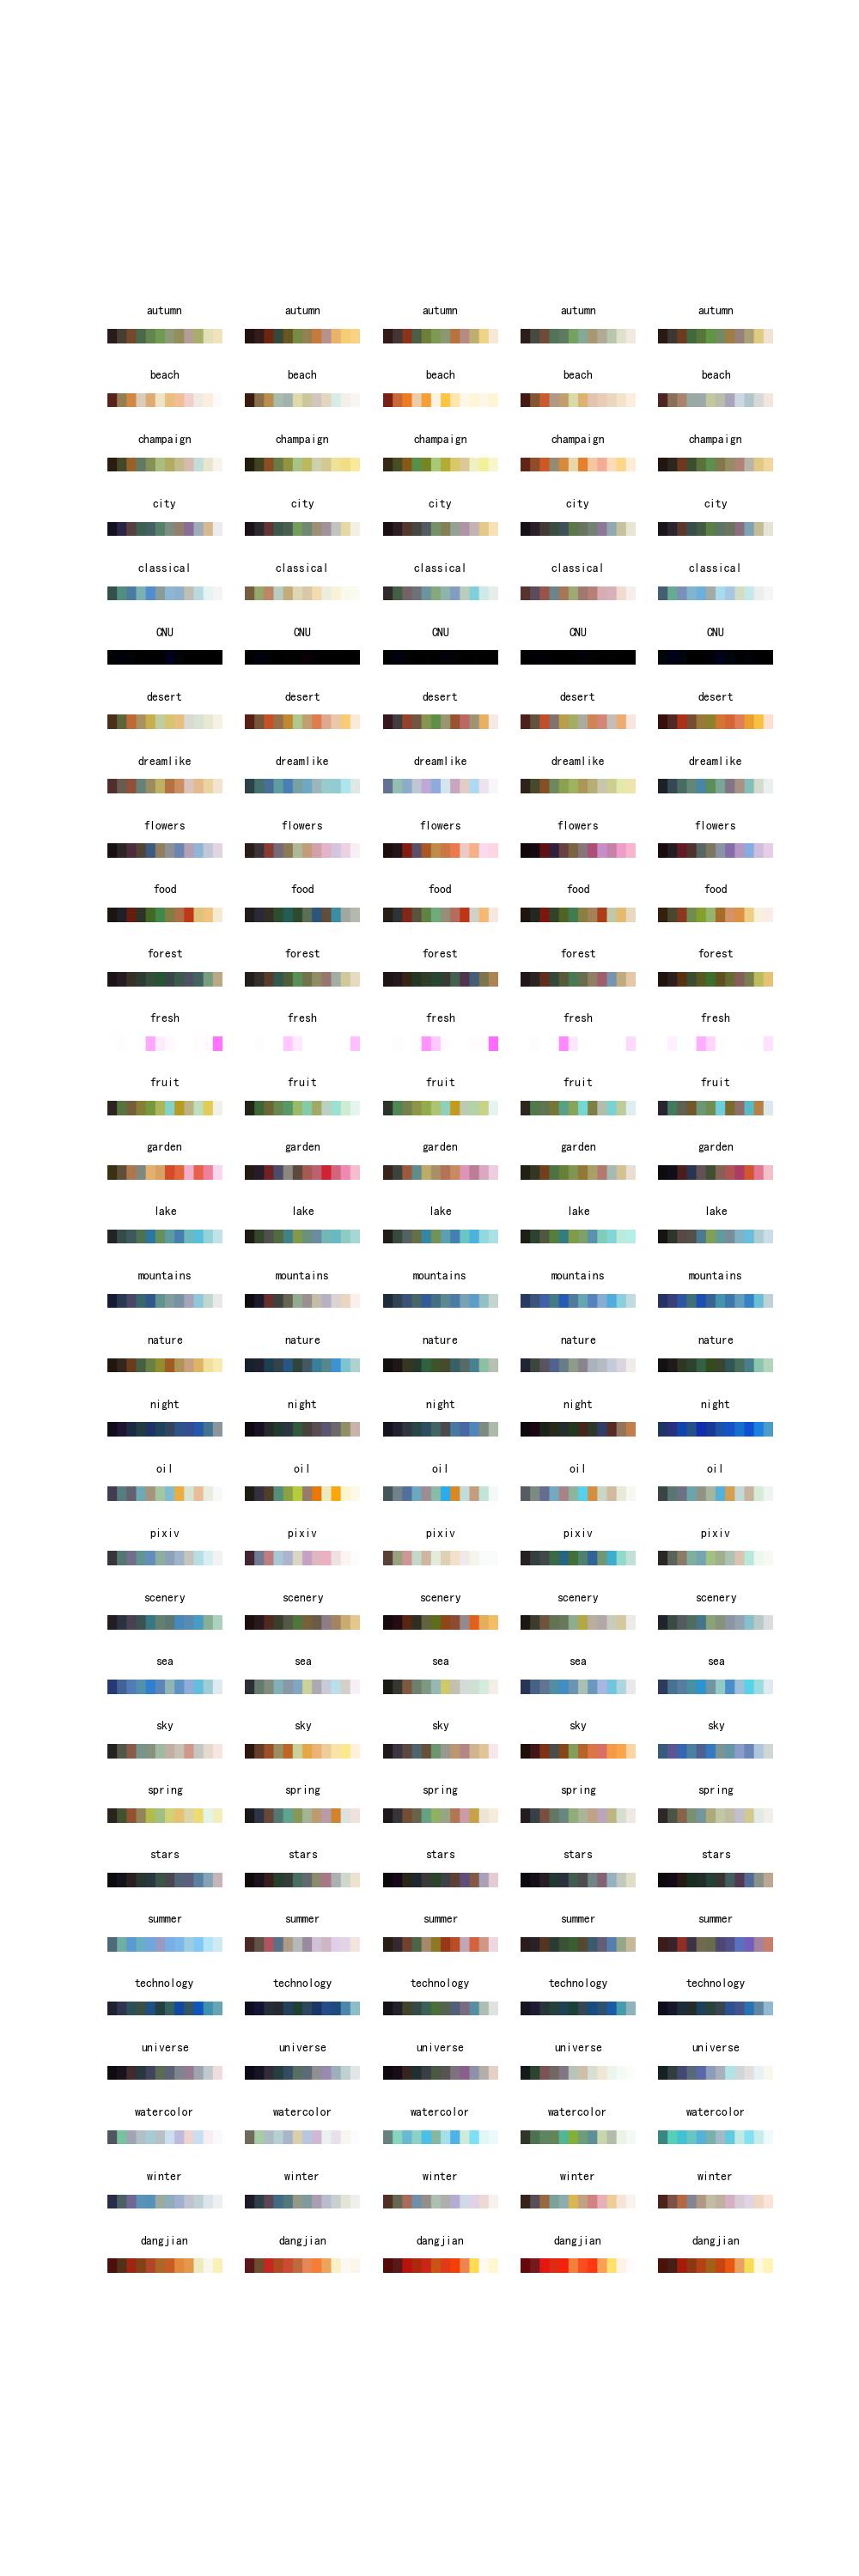 autumn autumn autumn autumn autumn
beach beach beach beach beach
champaign champaign champaign champaign champaign
city city city city city
classical classical classical classical classical
CNU CNU CNU CNU CNU
desert desert desert desert desert
dreamlike dreamlike dreamlike dreamlike dreamlike
flowers flowers flowers flowers flowers
food food food food food
forest forest forest forest forest
fresh fresh fresh fresh fresh
fruit fruit fruit fruit fruit
garden garden garden garden garden
lake lake lake lake lake
mountains mountains mountains mountains mountains
nature nature nature nature nature
night night night night night
oil oil oil oil oil
pixiv pixiv pixiv pixiv pixiv
scenery scenery scenery scenery scenery
sea sea sea sea sea
sky sky sky sky sky
spring spring spring spring spring
stars stars stars stars stars
summer summer summer summer summer
technology technology technology technology technology
universe universe universe universe universe
watercolor watercolor watercolor watercolor watercolor
winter winter winter winter winter
dangjian dangjian dangjian dangjian dangjian